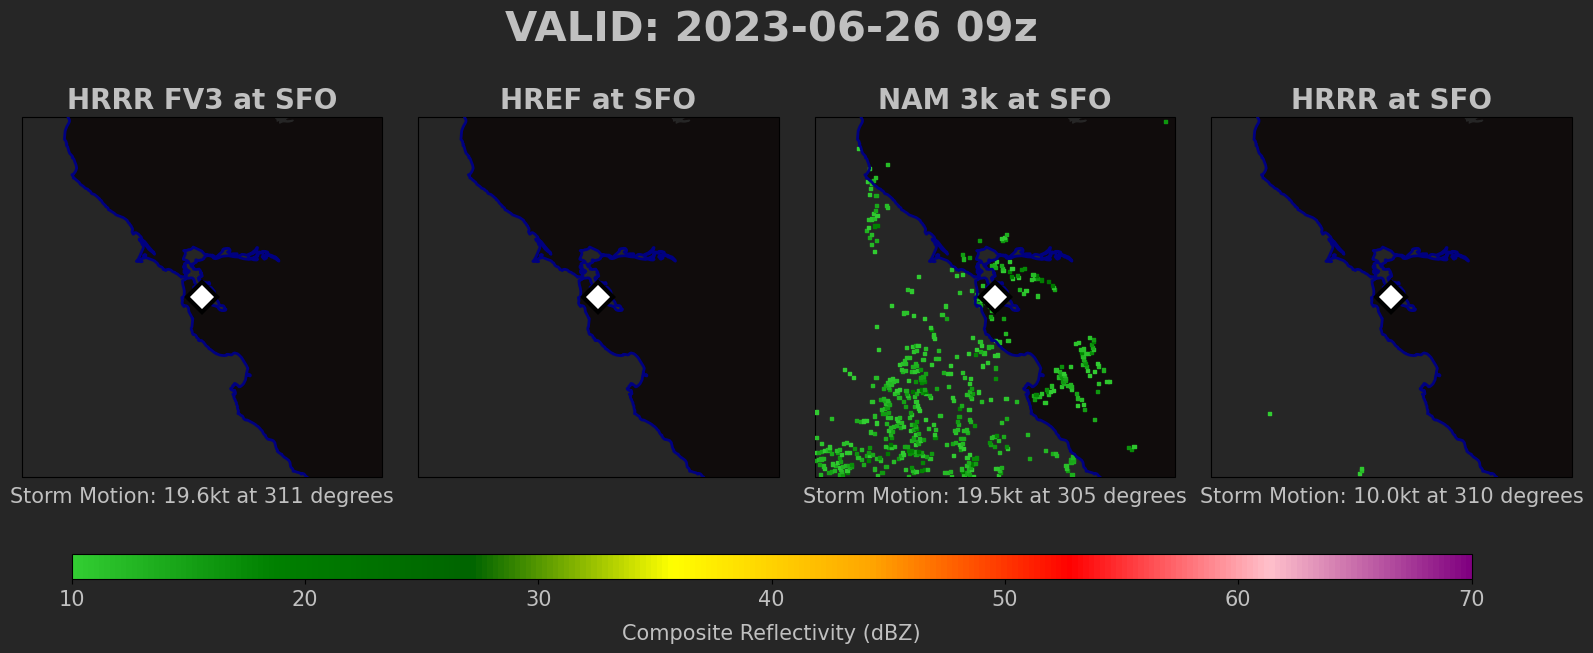 VALID: 2023-06-26 09z
HRRR FV3 at SFO
HREF at SFO
NAM 3k at SFO
HRRR at SFO
Storm Motion: 19.6kt at 311 degrees
Storm Motion: 19.5kt at 305 degrees
Storm Motion: 10.0kt at 310 degrees
10 20 30 40 50 60 70
Composite Reflectivity (dBZ)